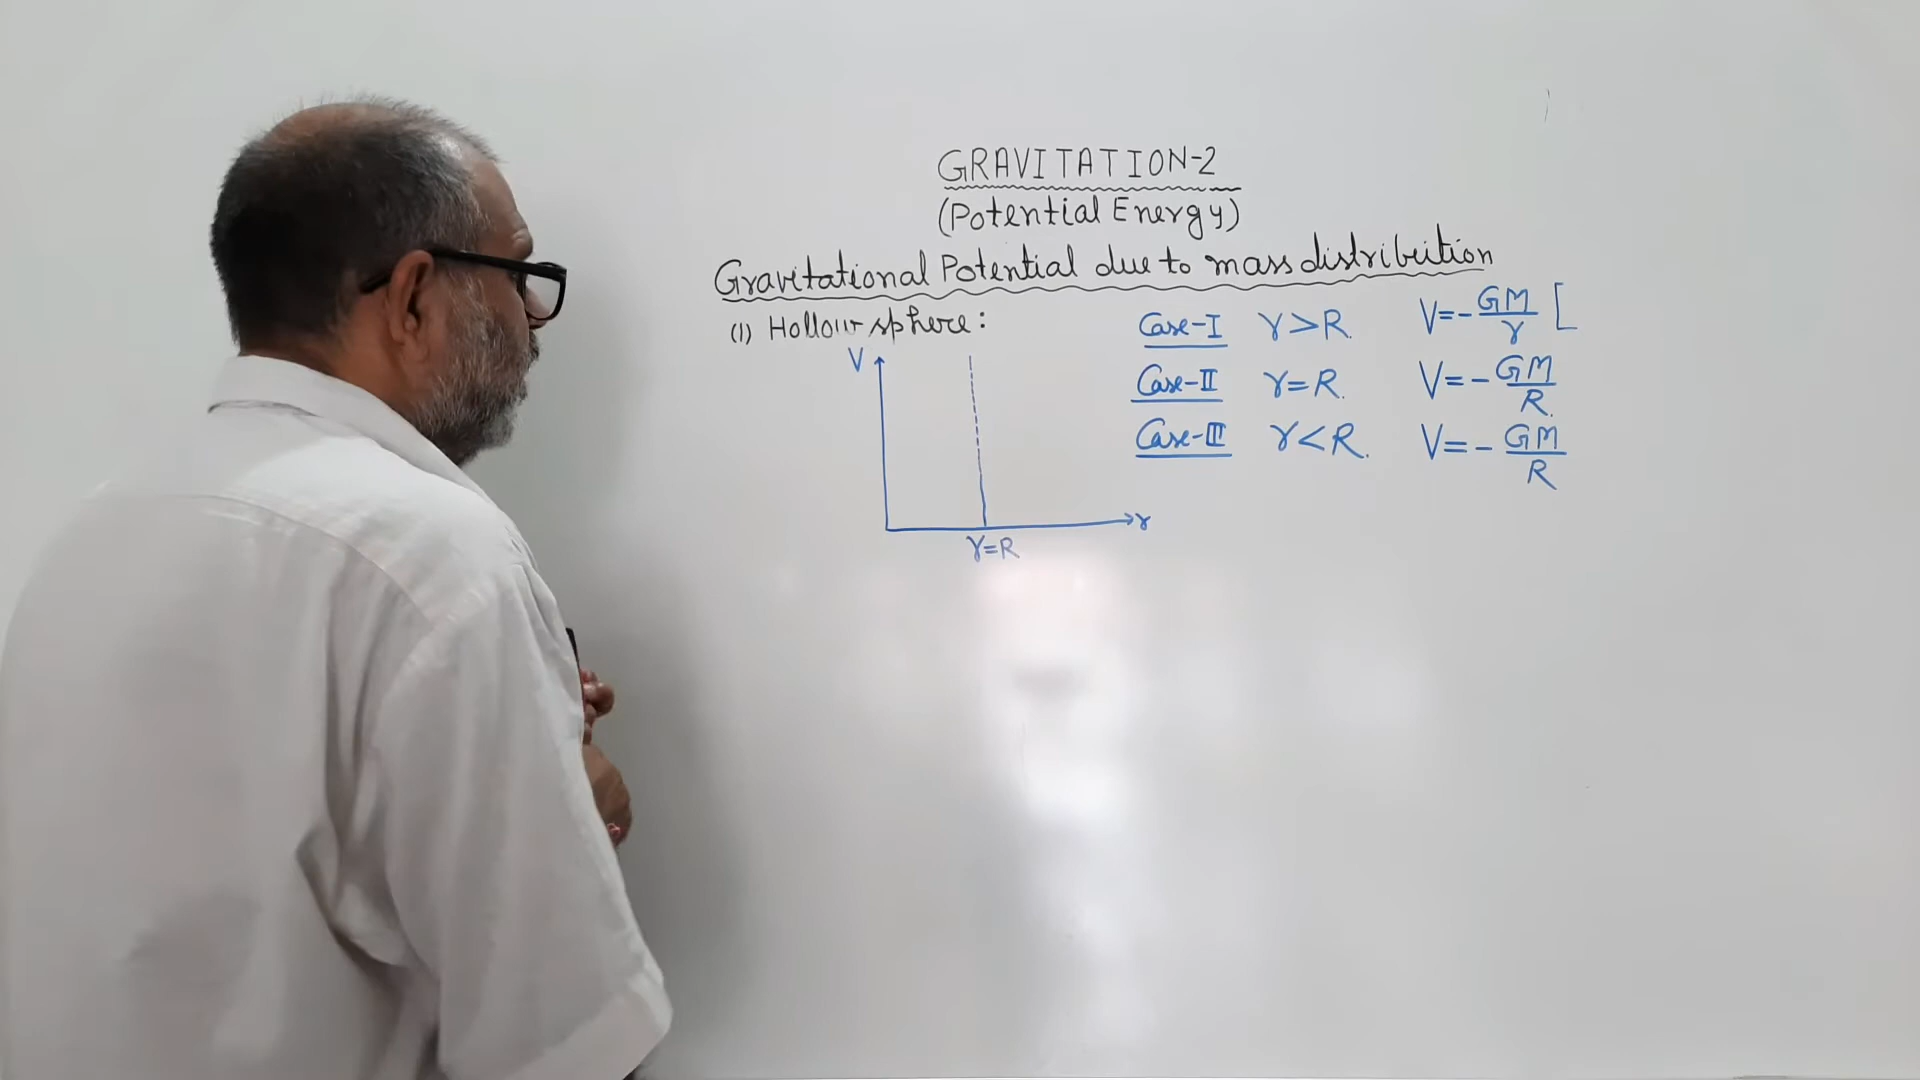 GRAVITATION-2
(Potential Energy)
Gravitational Potential due to mass distribution
(1) Hollow sphere:
Case-I r>R. V=-GM/r [
Case-II r=R. V=-GM/R.
Case-III r<R. V=-GM/R
V
r
r=R